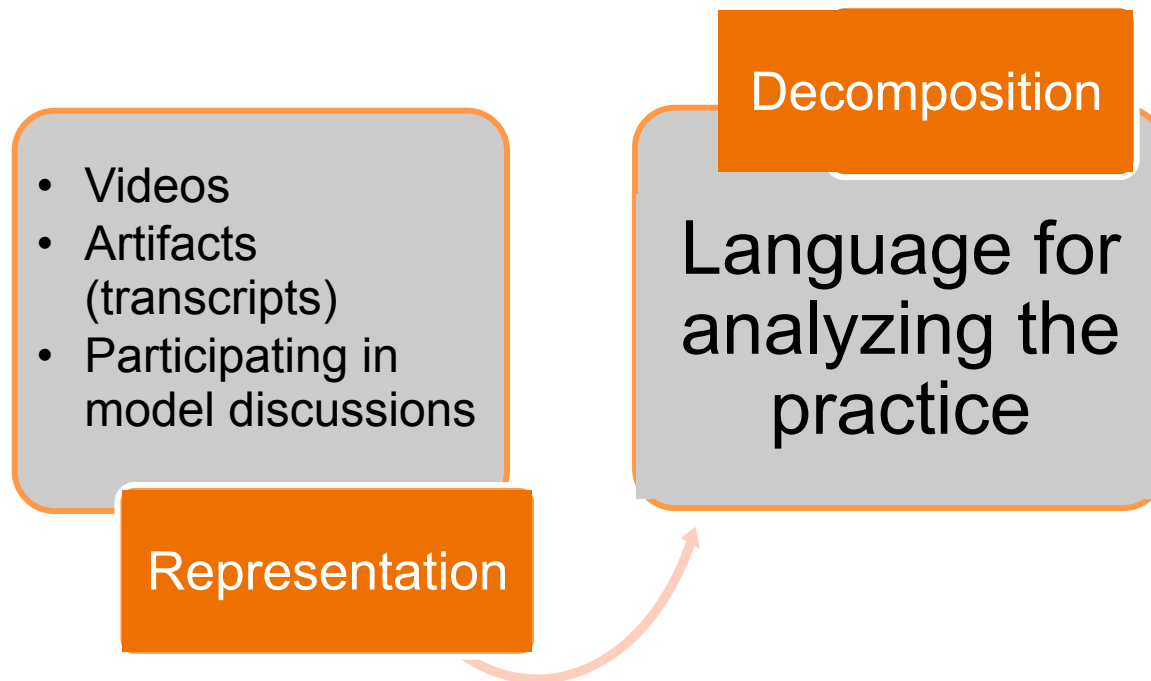 • Videos
• Artifacts
(transcripts)
• Participating in
model discussions
Representation
Decomposition
Language for
analyzing the
practice